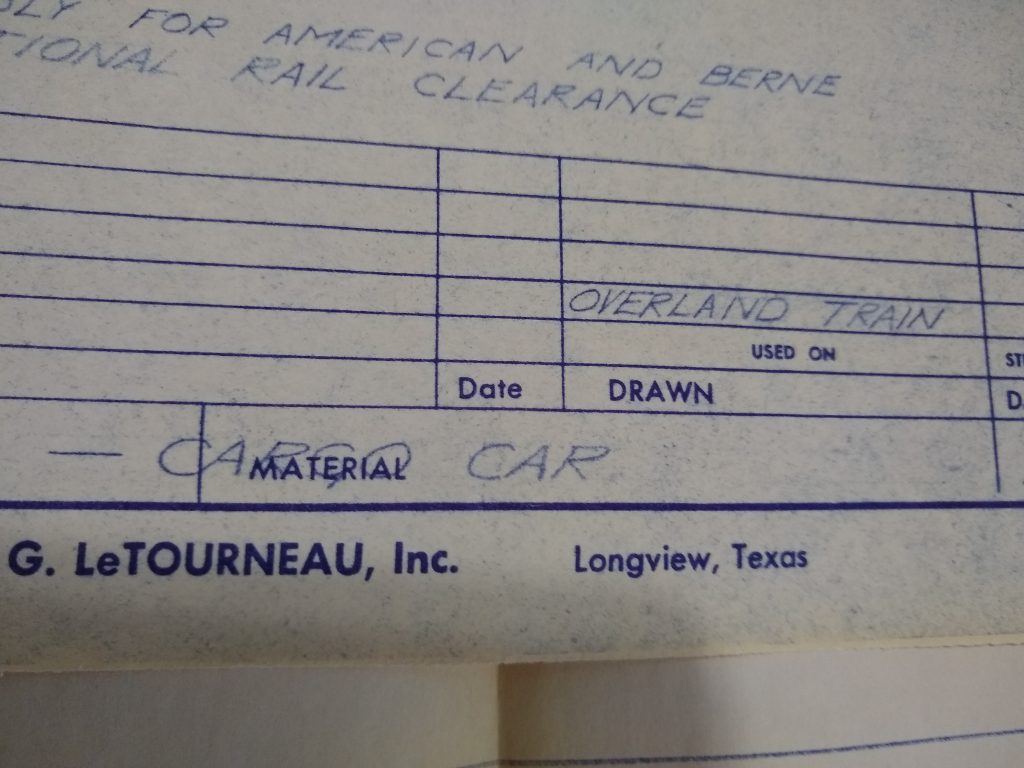 FOR AMERICAN AND BERNE
RAIL CLEARANCE
OVERLAND TRAIN
USED ON
Date DRAWN
— CARGO CAR
MATERIAL
G. LeTOURNEAU, Inc. Longview, Texas